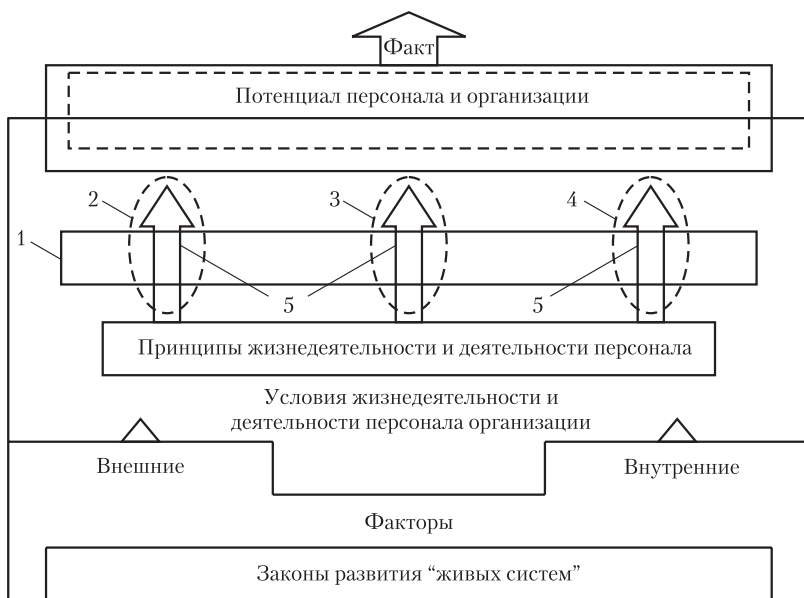 Факт
Потенциал персонала и организации
2
3
4
1
5
5
Принципы жизнедеятельности и деятельности персонала
Условия жизнедеятельности и
деятельности персонала организации
Внешние
Внутренние
Факторы
Законы развития “живых систем”